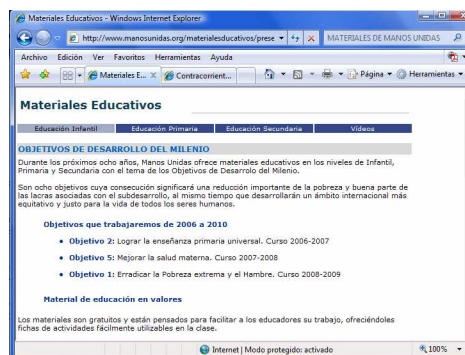 Materiales Educativos - Windows Internet Explorer
http://www.manosunidas.org/materialesducativos/prese
MATERIALES DE MANOS UNIDAS
Archivo Edición Ver Favoritos Herramientas Ayuda
Materiales E... Contracorrient... Página Herramientas
Materiales Educativos
Educación Infantil Educación Primaria Educación Secundaria Vídeos
OBJETIVOS DE DESARROLLO DEL MILENIO
Durante los próximos ocho años, Manos Unidas ofrece materiales educativos en los niveles de Infantil,
Primaria y Secundaria con el tema de los Objetivos de Desarrolo del Milenio.
Son ocho objetivos cuya consecución significará una reducción importante de la pobreza y buena parte de
las lacras asociadas con el subdesarrollo, al mismo tiempo que desarrollarán un ámbito internacional más
equitativo y justo para la vida de todos los seres humanos.
Objetivos que trabajaremos de 2006 a 2010
• Objetivo 2: Lograr la enseñanza primaria universal. Curso 2006-2007
• Objetivo 5: Mejorar la salud materna. Curso 2007-2008
• Objetivo 1: Erradicar la Pobreza extrema y el Hambre. Curso 2008-2009
Material de educación en valores
Los materiales son gratuitos y están pensados para facilitar a los educadores su trabajo, ofreciéndoles
fichas de actividades fácilmente utilizables en la clase.
Internet | Modo protegido: activado 100%